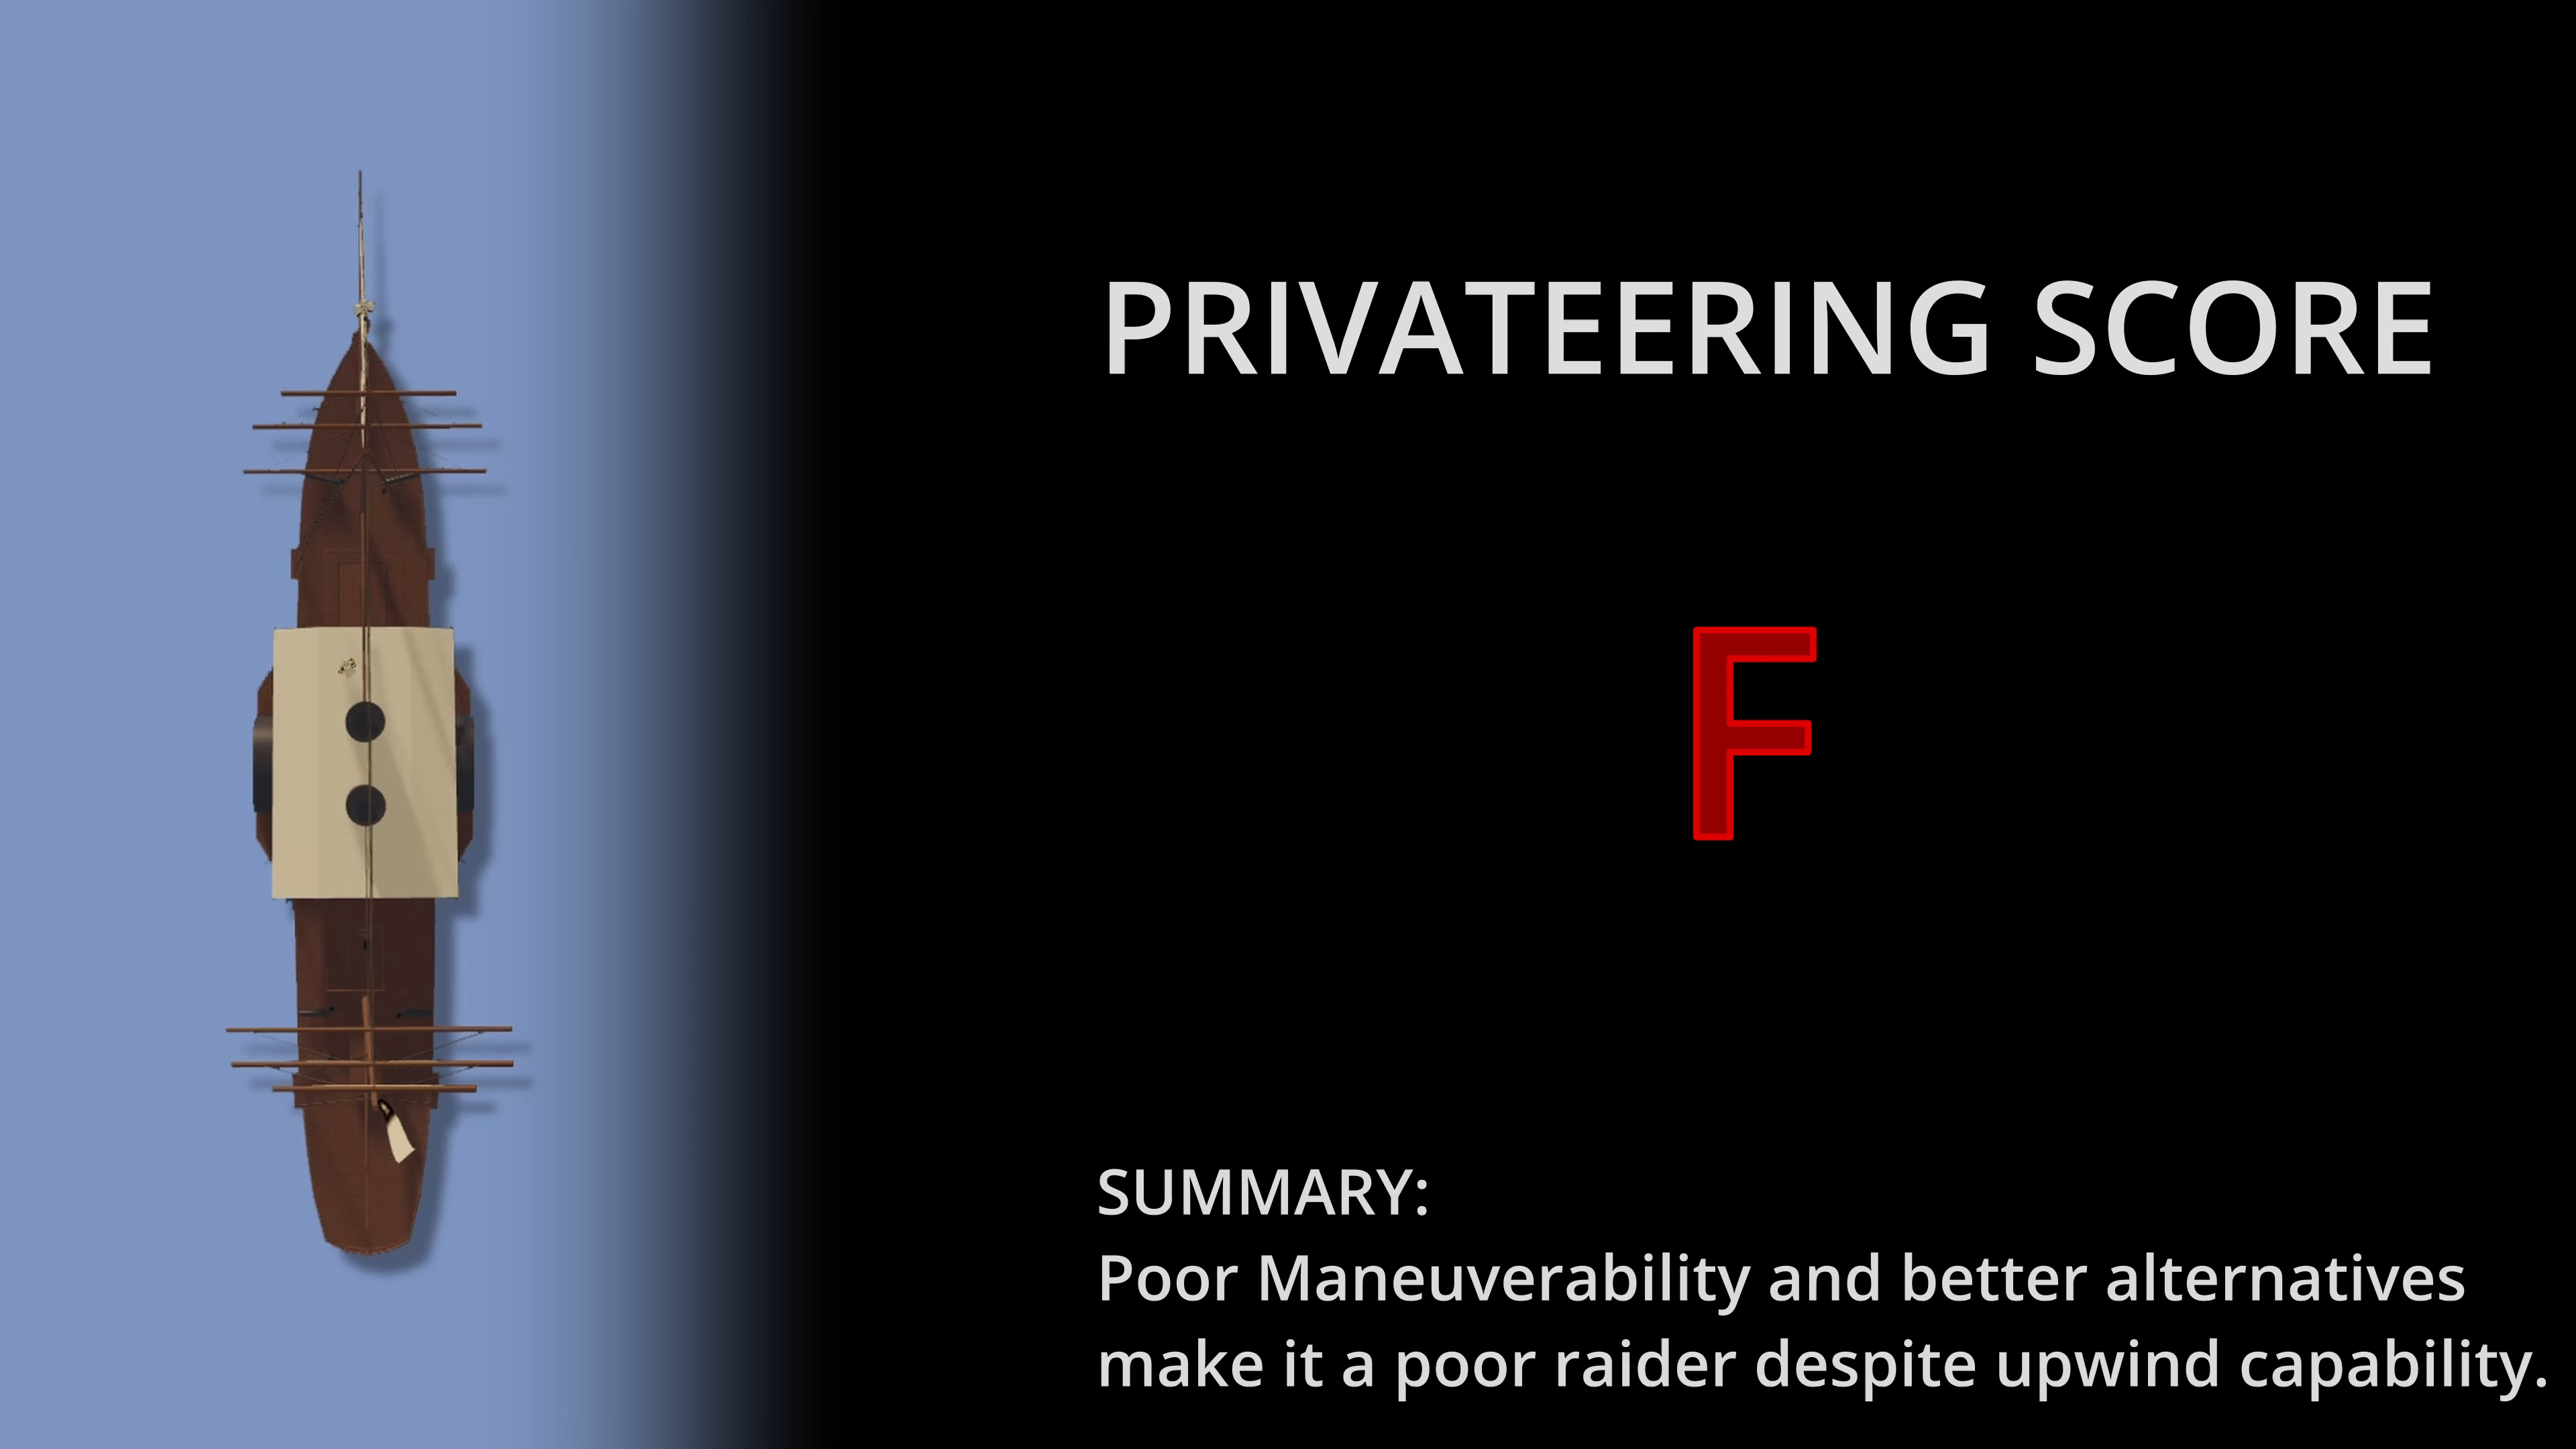 PRIVATEERING SCORE
F
SUMMARY:
Poor Maneuverability and better alternatives
make it a poor raider despite upwind capability.